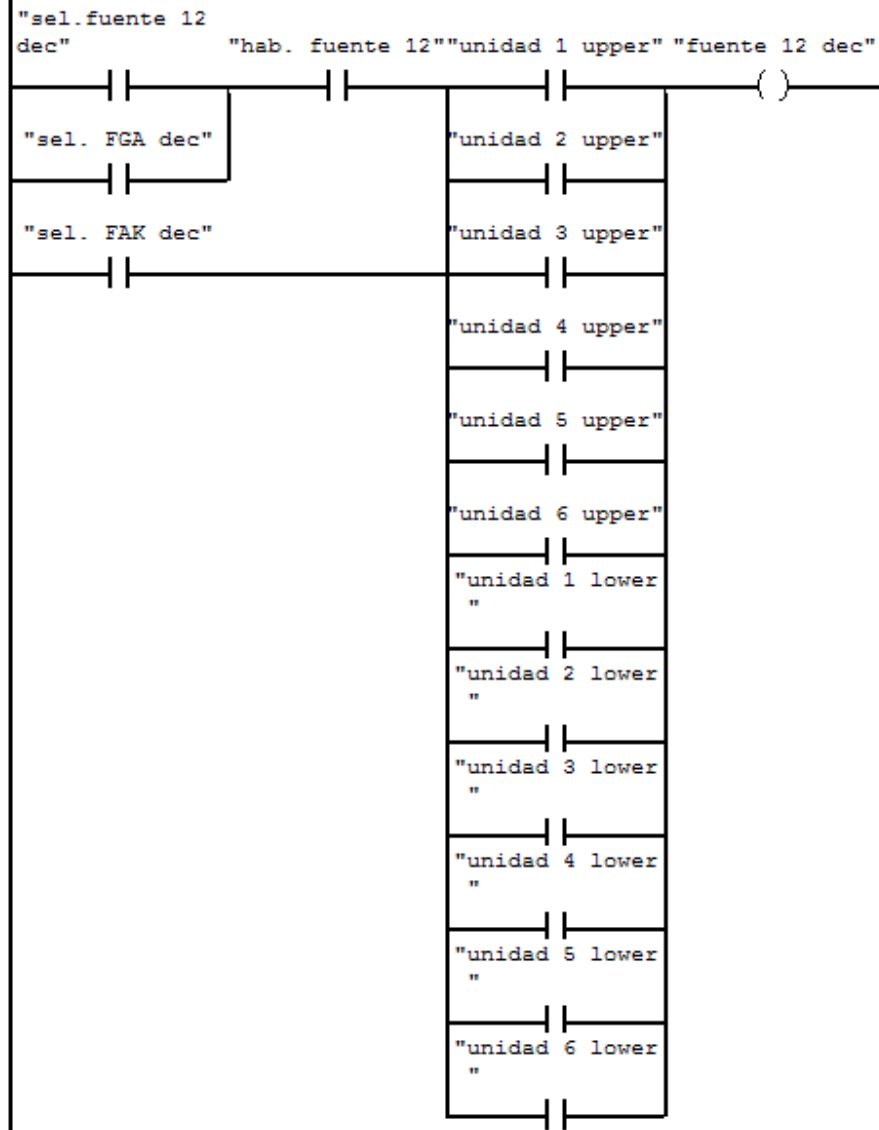 "sel.fuente 12
dec"
"hab. fuente 12"
"unidad 1 upper"
"fuente 12 dec"
"sel. FGA dec"
"unidad 2 upper"
"sel. FAK dec"
"unidad 3 upper"
"unidad 4 upper"
"unidad 5 upper"
"unidad 6 upper"
"unidad 1 lower
"
"unidad 2 lower
"
"unidad 3 lower
"
"unidad 4 lower
"
"unidad 5 lower
"
"unidad 6 lower
"